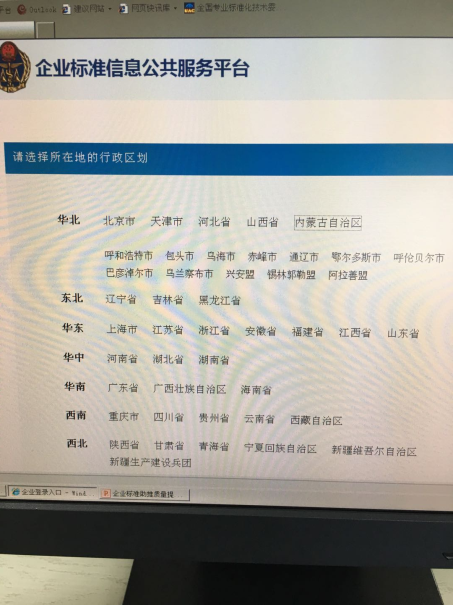 平台 Outlook 建议网站 网页快讯库 全国专业标准化技术委
企业标准信息公共服务平台
请选择所在地的行政区划
华北 北京市 天津市 河北省 山西省 内蒙古自治区
呼和浩特市 包头市 乌海市 赤峰市 通辽市 鄂尔多斯市 呼伦贝尔市
巴彦淖尔市 乌兰察布市 兴安盟 锡林郭勒盟 阿拉善盟
东北 辽宁省 吉林省 黑龙江省
华东 上海市 江苏省 浙江省 安徽省 福建省 江西省 山东省
华中 河南省 湖北省 湖南省
华南 广东省 广西壮族自治区 海南省
西南 重庆市 四川省 贵州省 云南省 西藏自治区
西北 陕西省 甘肃省 青海省 宁夏回族自治区 新疆维吾尔自治区
新疆生产建设兵团
企业登录入口 - Wind 企业标准助推质量提